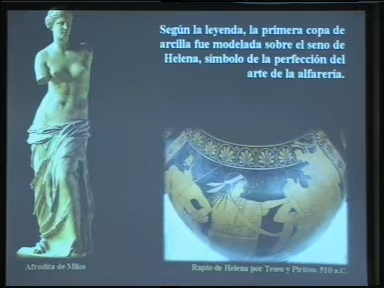 Según la leyenda, la primera copa de
arcilla fue modelada sobre el seno de
Helena, símbolo de la perfección del
arte de la alfarería.
Afrodita de Milos
Rapto de Helena por Teseo y Piritoo. 510 a.C.